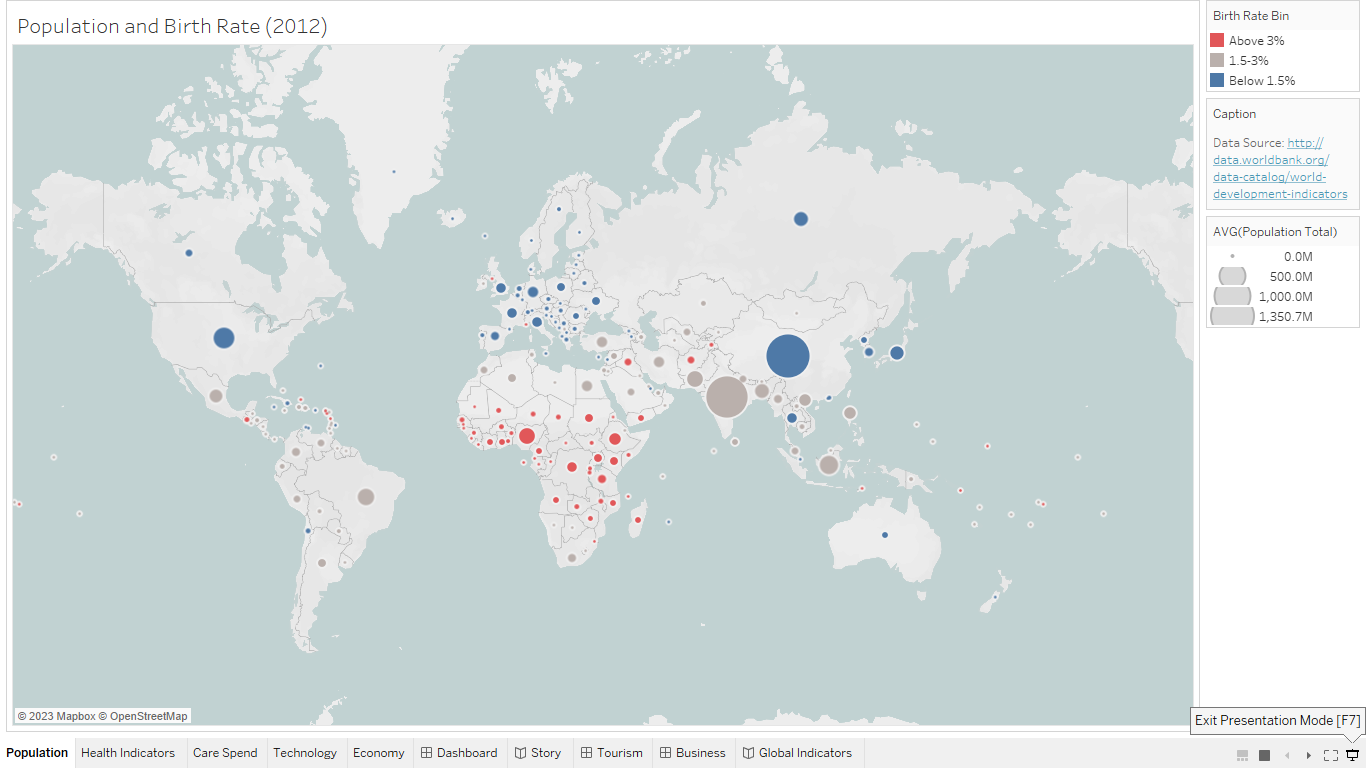 Population and Birth Rate (2012)
Birth Rate Bin
Above 3%
1.5-3%
Below 1.5%
Caption
Data Source: http://
data.worldbank.org/
data-catalog/world-
development-indicators
AVG(Population Total)
0.0M
500.0M
1,000.0M
1,350.7M
© 2023 Mapbox © OpenStreetMap
Exit Presentation Mode [F7]
Population Health Indicators Care Spend Technology Economy Dashboard Story Tourism Business Global Indicators